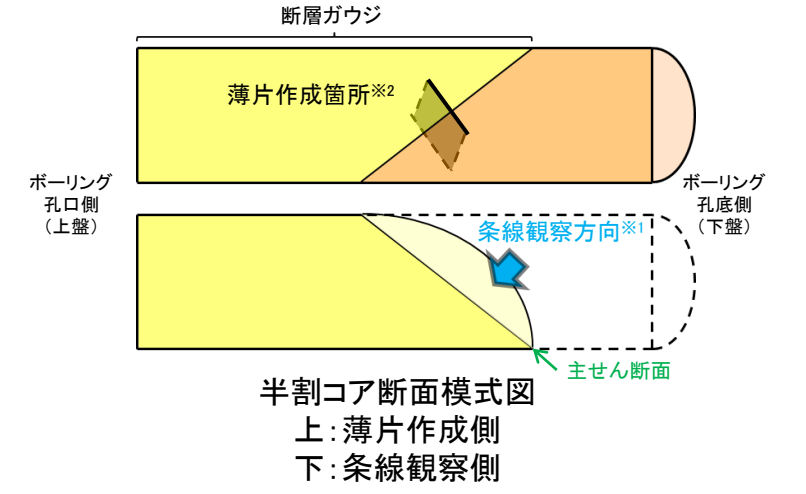 断層ガウジ
薄片作成箇所※2
ボーリング
孔口側
（上盤）
ボーリング
孔底側
（下盤）
条線観察方向※1
主せん断面
半割コア断面模式図
上：薄片作成側
下：条線観察側